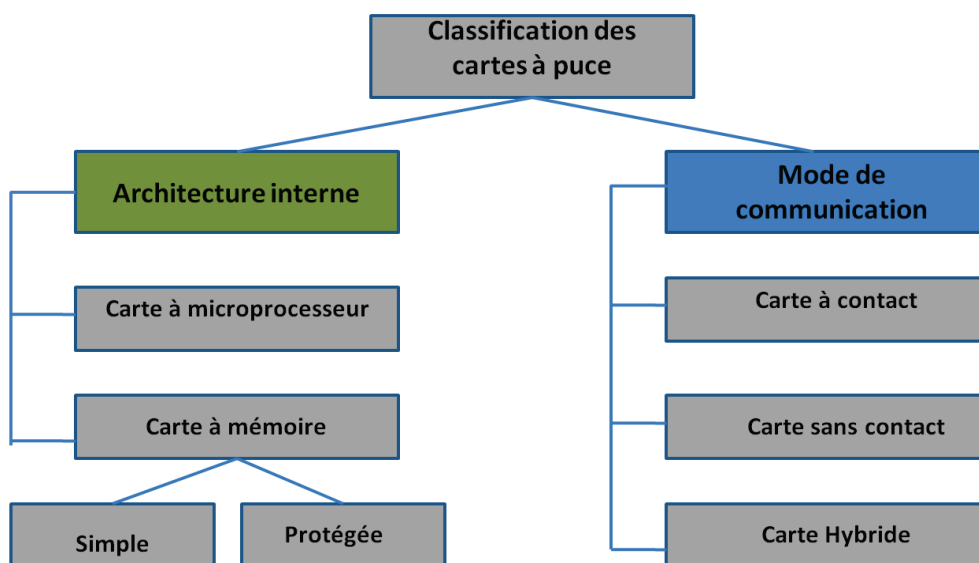 Classification des
cartes à puce
Architecture interne
Mode de
communication
Carte à microprocesseur
Carte à contact
Carte à mémoire
Carte sans contact
Simple
Protégée
Carte Hybride